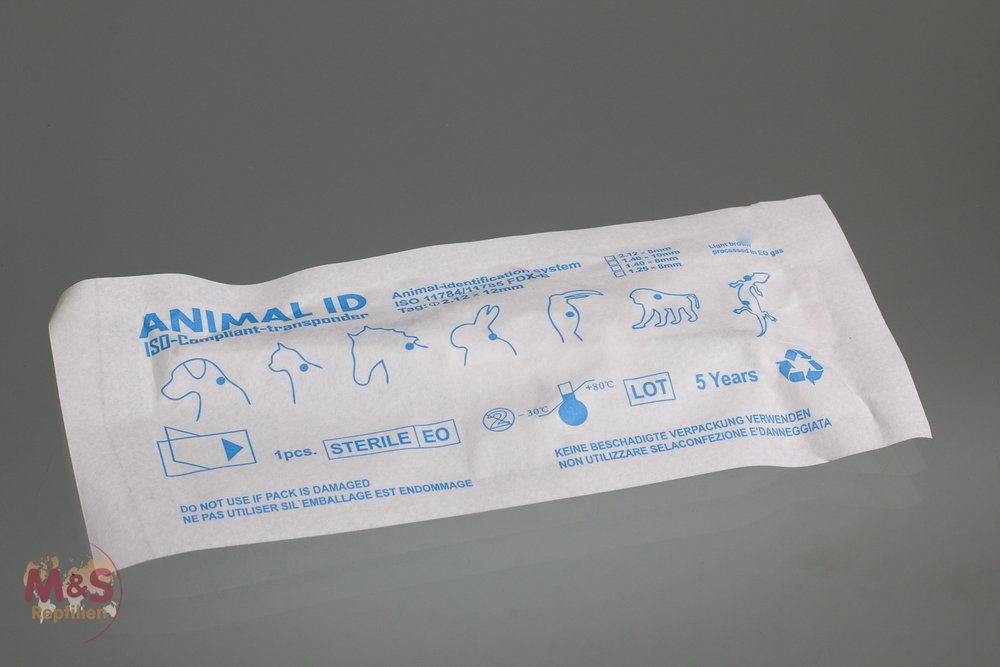 ANIMAL ID
ISO-Compliant-transponder
Animal-identification system
ISO 11784/11785 FDX-B
Tag: Φ2.12 × 12mm
2.12 × 8mm
1.40 × 10mm
1.40 × 8mm
1.25 × 8mm
Light brown
processed in EO gas
1pcs.
STERILE EO
2
-30℃
+80℃
LOT
5 Years
DO NOT USE IF PACK IS DAMAGED
NE PAS UTILISER SIL`EMBALLAGE EST ENDOMMAGE
KEINE BESCHADIGTE VERPACKUNG VERWENDEN
NON UTILIZZARE SELACONFEZIONE E'DANNEGGIATA
M&S
Reptilien